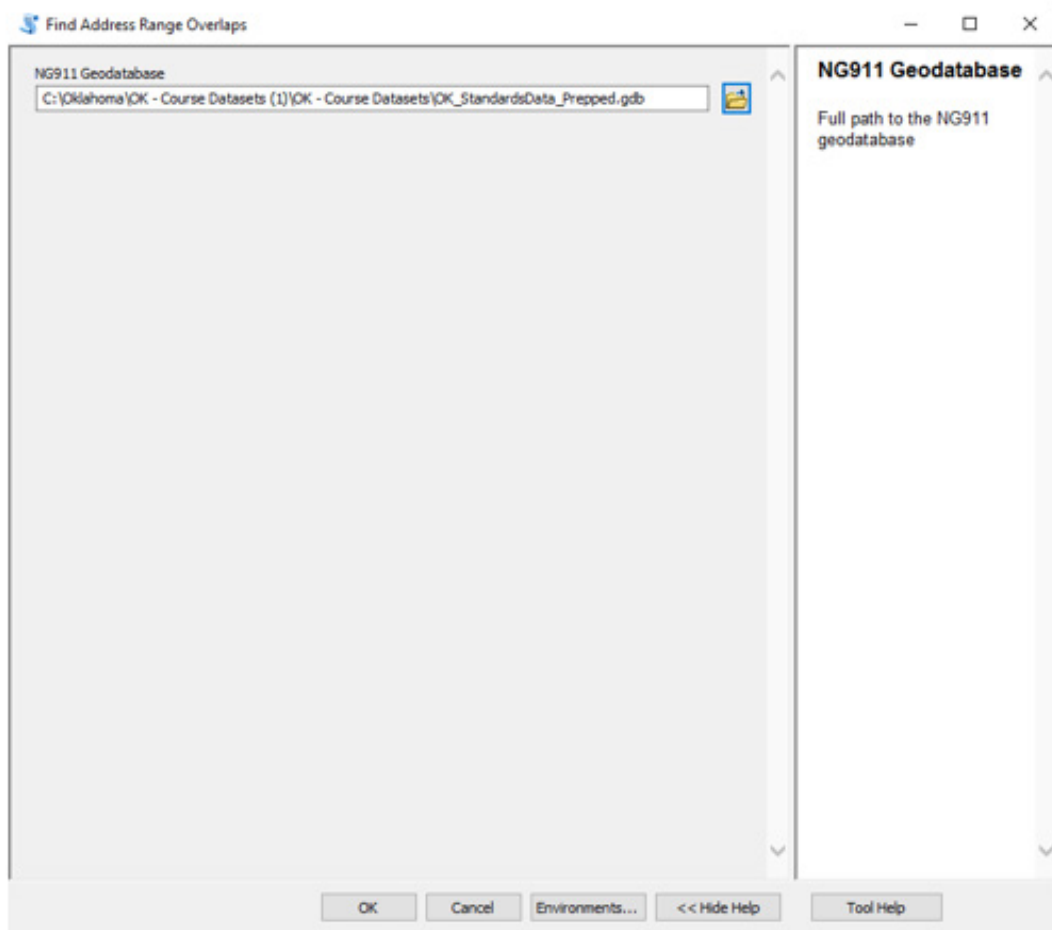 Find Address Range Overlaps
NG911 Geodatabase
C:\Oklahoma\OK - Course Datasets (1)\OK - Course Datasets\OK_StandardsData_Prepped.gdb
NG911 Geodatabase
Full path to the NG911
geodatabase
OK
Cancel
Environments...
<< Hide Help
Tool Help